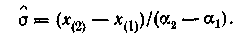 σ̂ = (x₍₂₎ − x₍₁₎)/(α₂ − α₁).